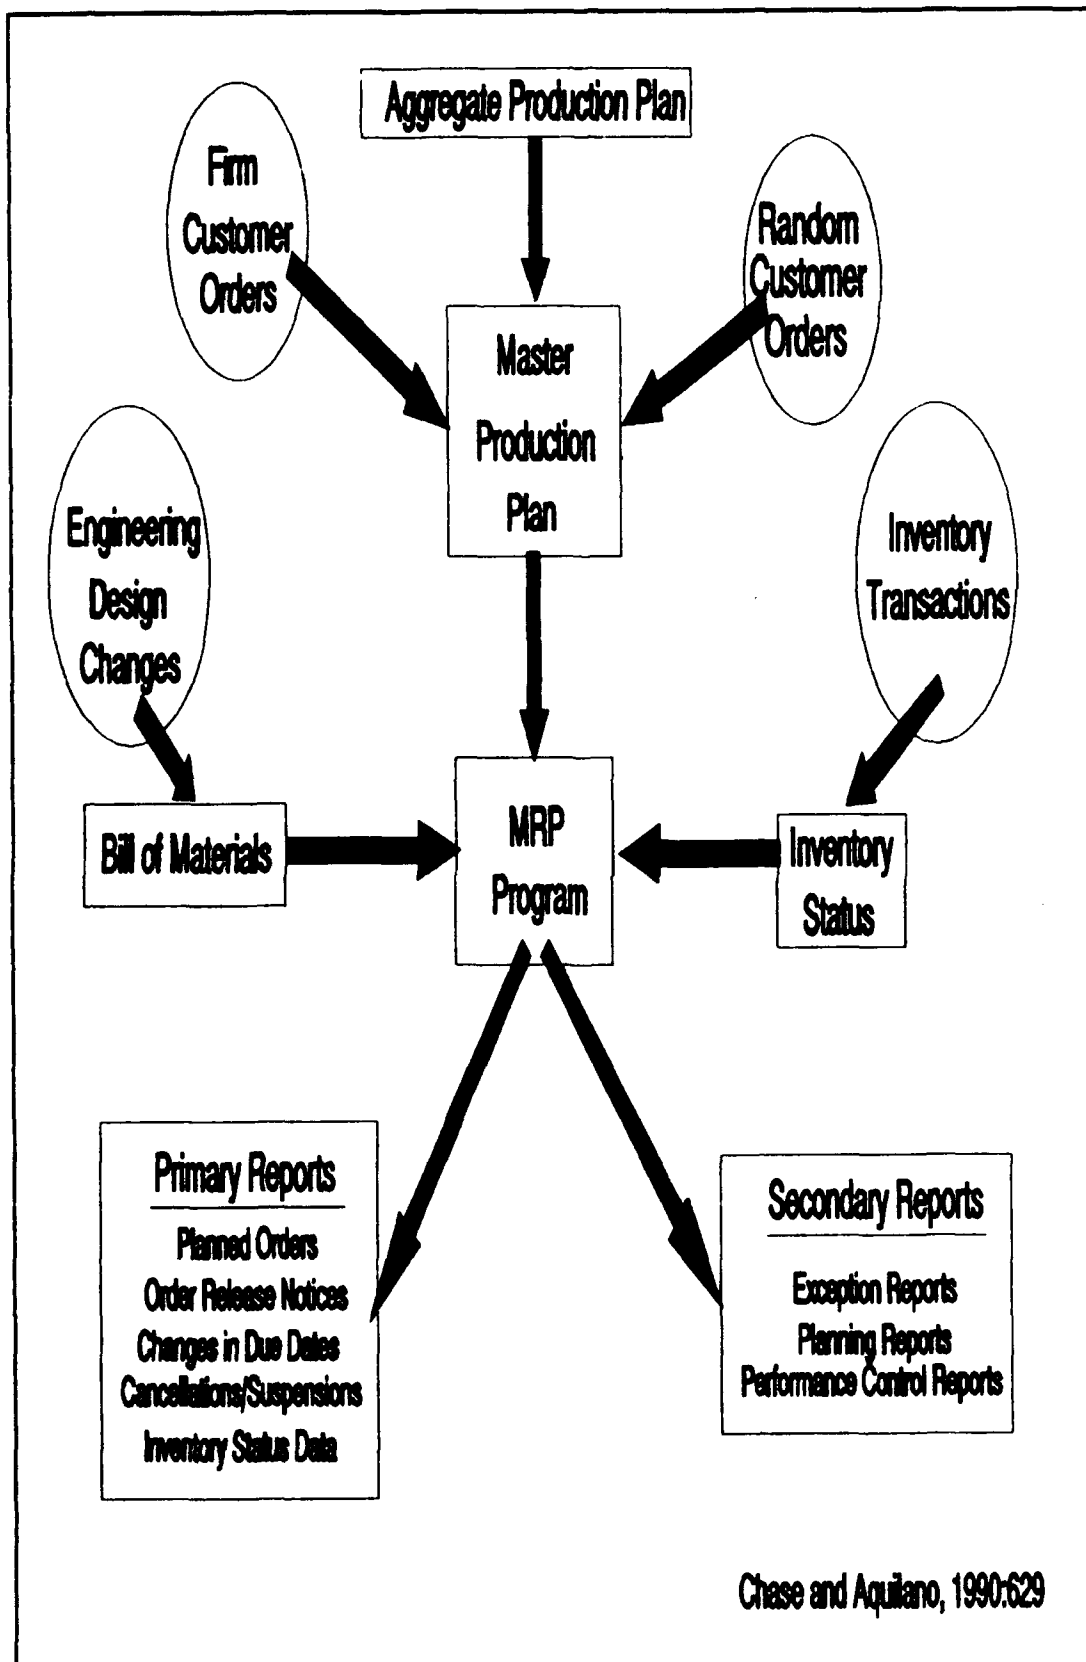 Aggregate Production Plan
Firm
Customer
Orders
Random
Customer
Orders
Master
Production
Plan
Engineering
Design
Changes
Inventory
Transactions
Bill of Materials
MRP
Program
Inventory
Status
Primary Reports
Planned Orders
Order Release Notices
Changes in Due Dates
Cancellations/Suspensions
Inventory Status Data
Secondary Reports
Exception Reports
Planning Reports
Performance Control Reports
Chase and Aquilano, 1990:629